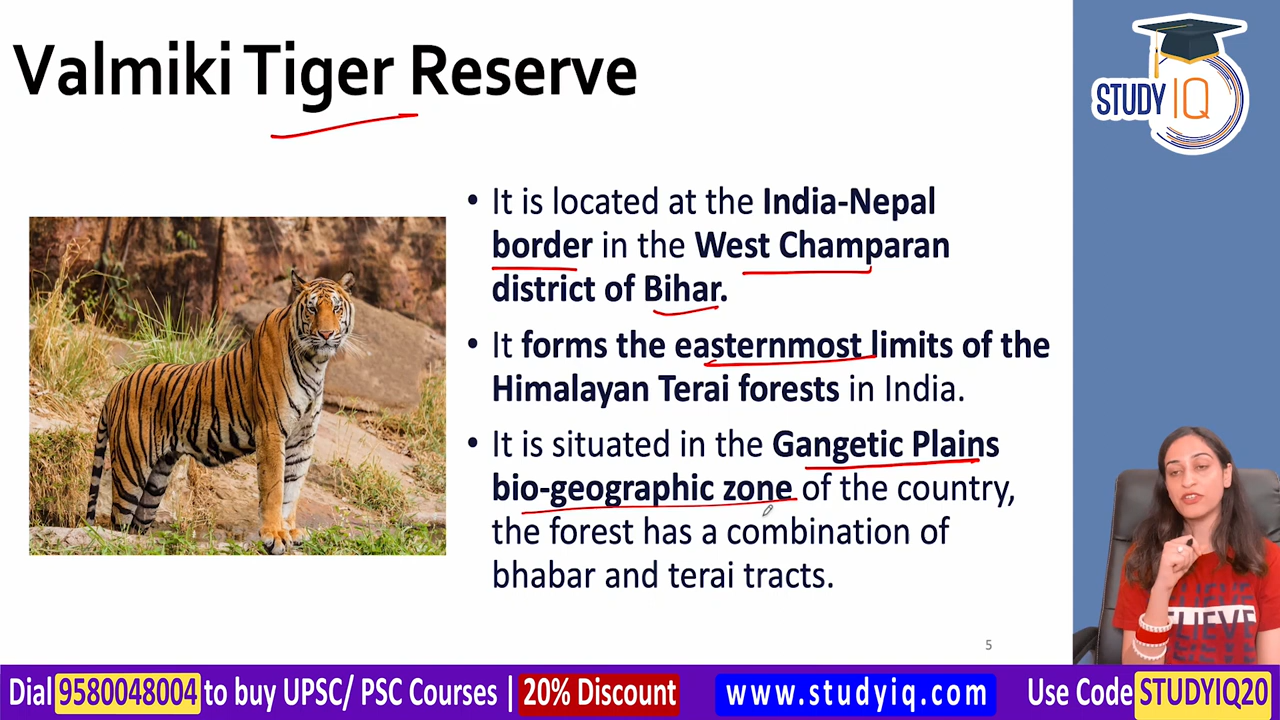 Valmiki Tiger Reserve
STUDY IQ
• It is located at the India-Nepal
border in the West Champaran
district of Bihar.
• It forms the easternmost limits of the
Himalayan Terai forests in India.
• It is situated in the Gangetic Plains
bio-geographic zone of the country,
the forest has a combination of
bhabar and terai tracts.
BELIEVE
5
Dial 9580048004 to buy UPSC/ PSC Courses | 20% Discount www.studyiq.com Use Code STUDYIQ20